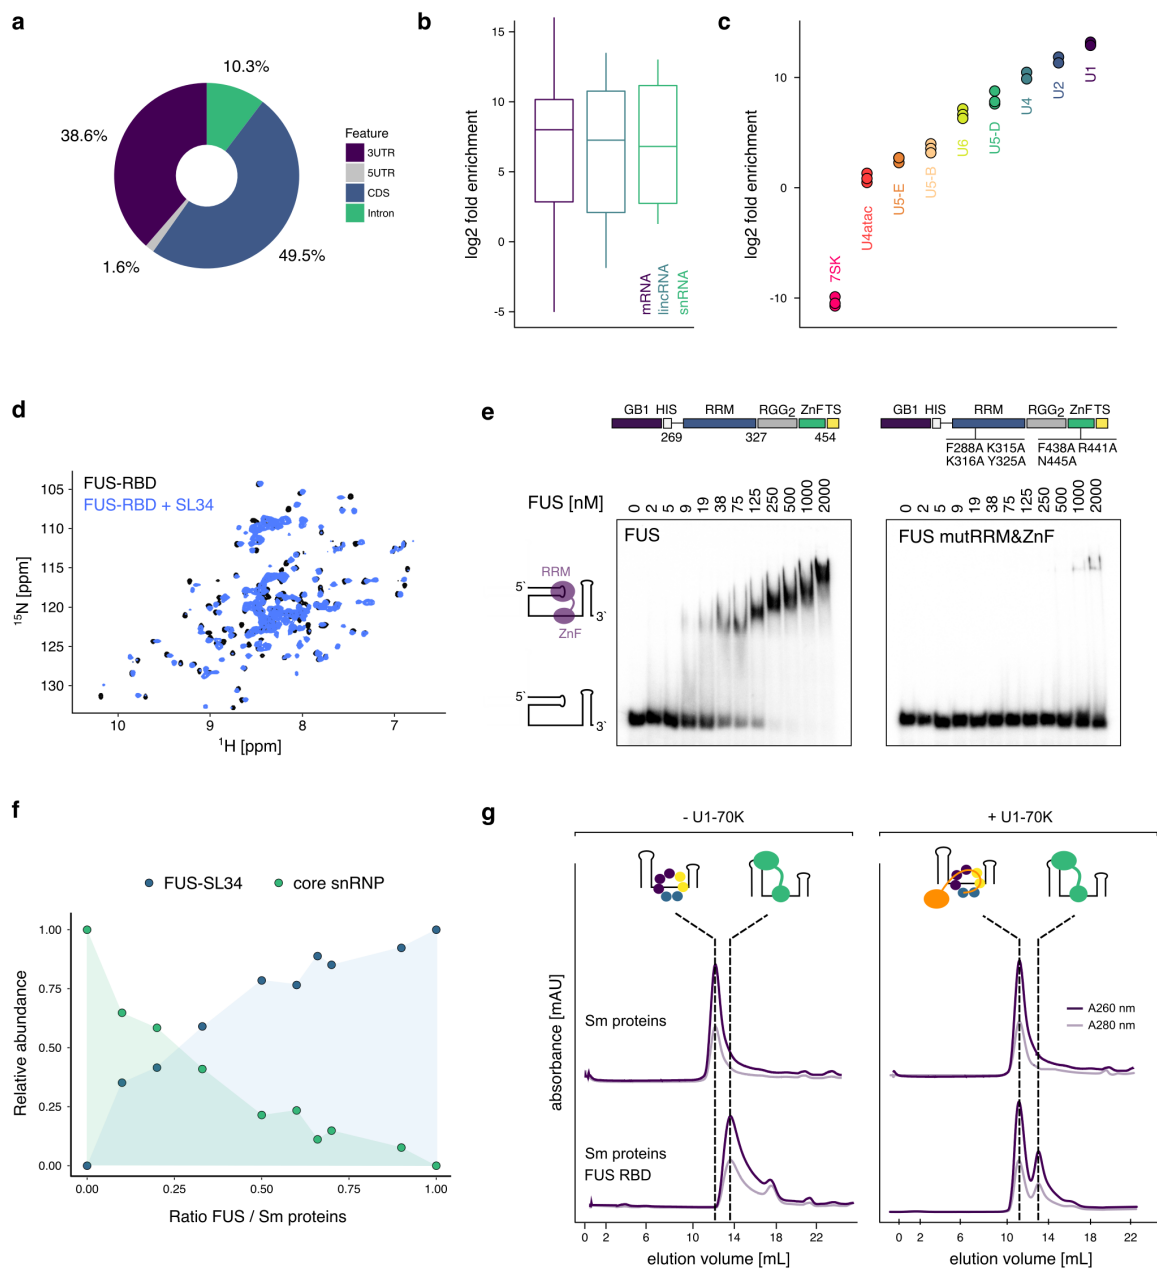 a
10.3%
38.6%
1.6%
49.5%
Feature
3UTR
5UTR
CDS
Intron
b
log2 fold enrichment
15
10
5
0
-5
mRNA
lincRNA
snRNA
c
log2 fold enrichment
10
0
-10
7SK
U4atac
U5-E
U5-B
U6
U5-D
U4
U2
U1
d
FUS-RBD
FUS-RBD + SL34
15N [ppm]
105
110
115
120
125
130
10 9 8 7
1H [ppm]
e
GB1 HIS RRM RGG2 ZnF TS
269 327 454
GB1 HIS RRM RGG2 ZnF TS
F288A K315A F438A R441A
K316A Y325A N445A
FUS [nM]
0 2 5 9 19 38 75 125 250 500 1000 2000
0 2 5 9 19 38 75 125 250 500 1000 2000
FUS
FUS mutRRM&ZnF
RRM
5`
3`
ZnF
5`
3`
f
FUS-SL34 core snRNP
Relative abundance
1.00
0.75
0.50
0.25
0.00
0.00 0.25 0.50 0.75 1.00
Ratio FUS / Sm proteins
g
- U1-70K
+ U1-70K
absorbance [mAU]
Sm proteins
A260 nm
A280 nm
Sm proteins
FUS RBD
0 2 6 10 14 18 22
elution volume [mL]
0 2 6 10 14 18 22
elution volume [mL]